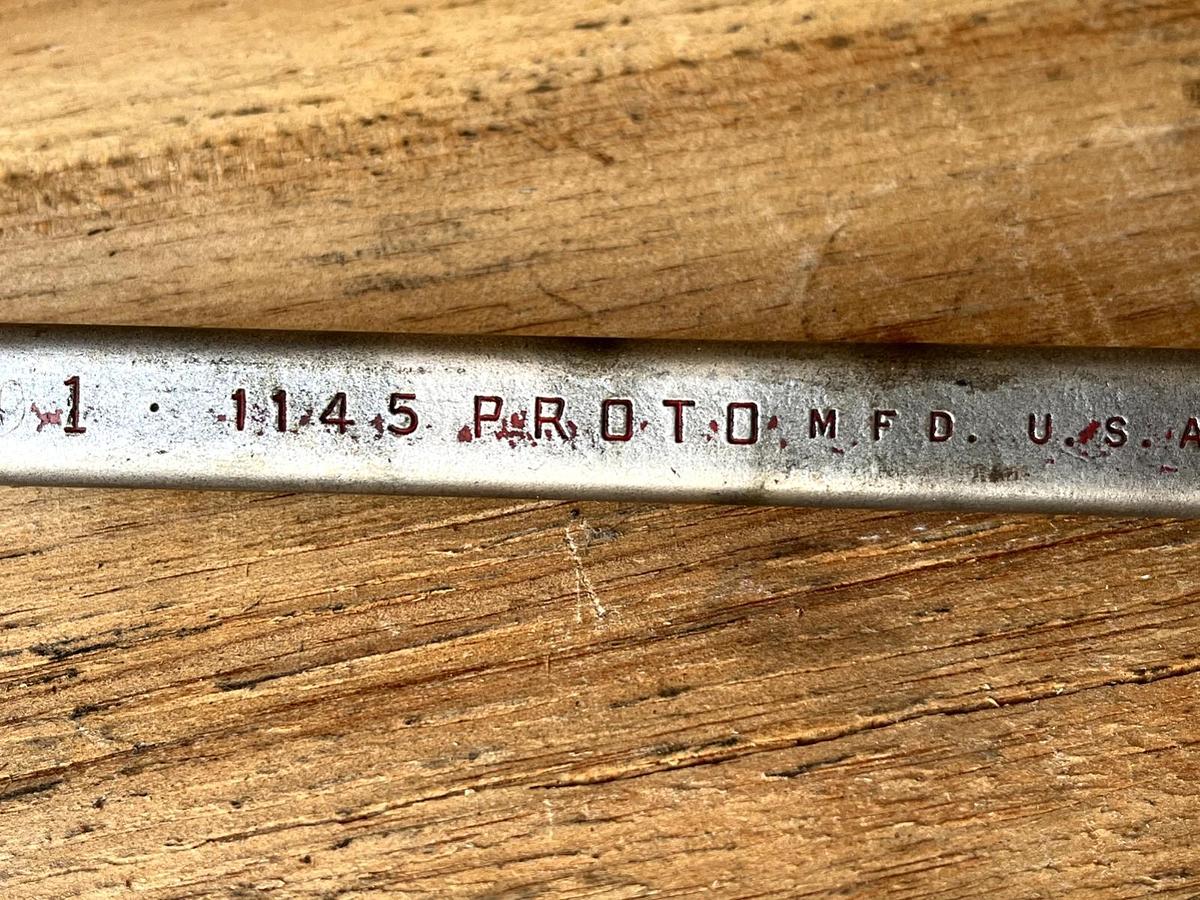 1 · 1145 PROTO MFD. U.S.A